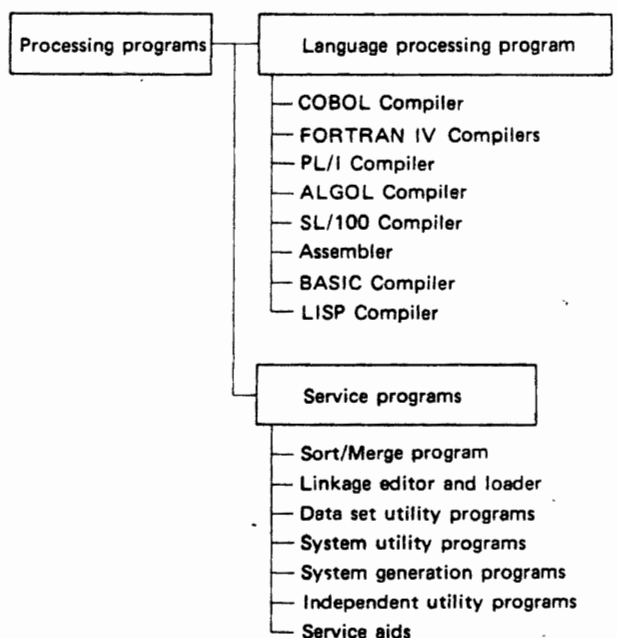 Processing programs
Language processing program
COBOL Compiler
FORTRAN IV Compilers
PL/I Compiler
ALGOL Compiler
SL/100 Compiler
Assembler
BASIC Compiler
LISP Compiler
Service programs
Sort/Merge program
Linkage editor and loader
Data set utility programs
System utility programs
System generation programs
Independent utility programs
Service aids